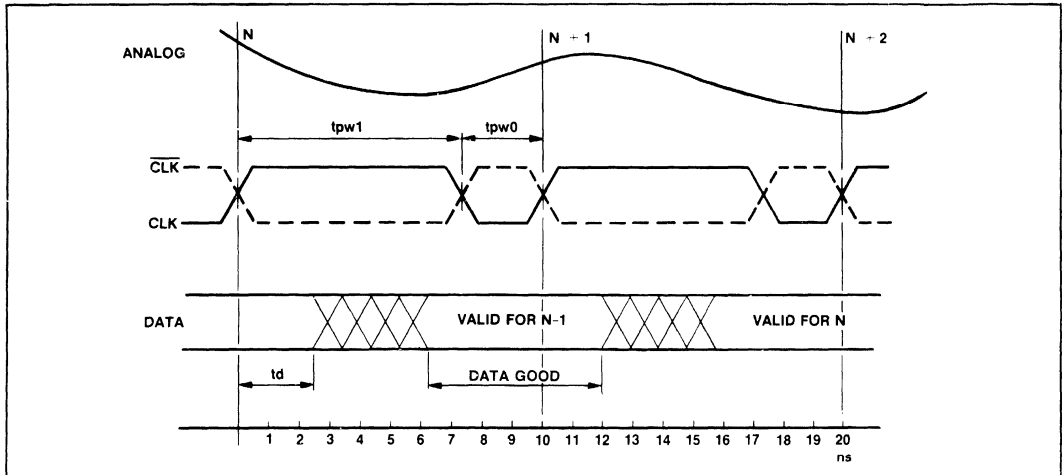 N
N + 1
N + 2
ANALOG
tpw1
tpw0
CLK
CLK
DATA
VALID FOR N-1
VALID FOR N
td
DATA GOOD
1 2 3 4 5 6 7 8 9 10 11 12 13 14 15 16 17 18 19 20
ns